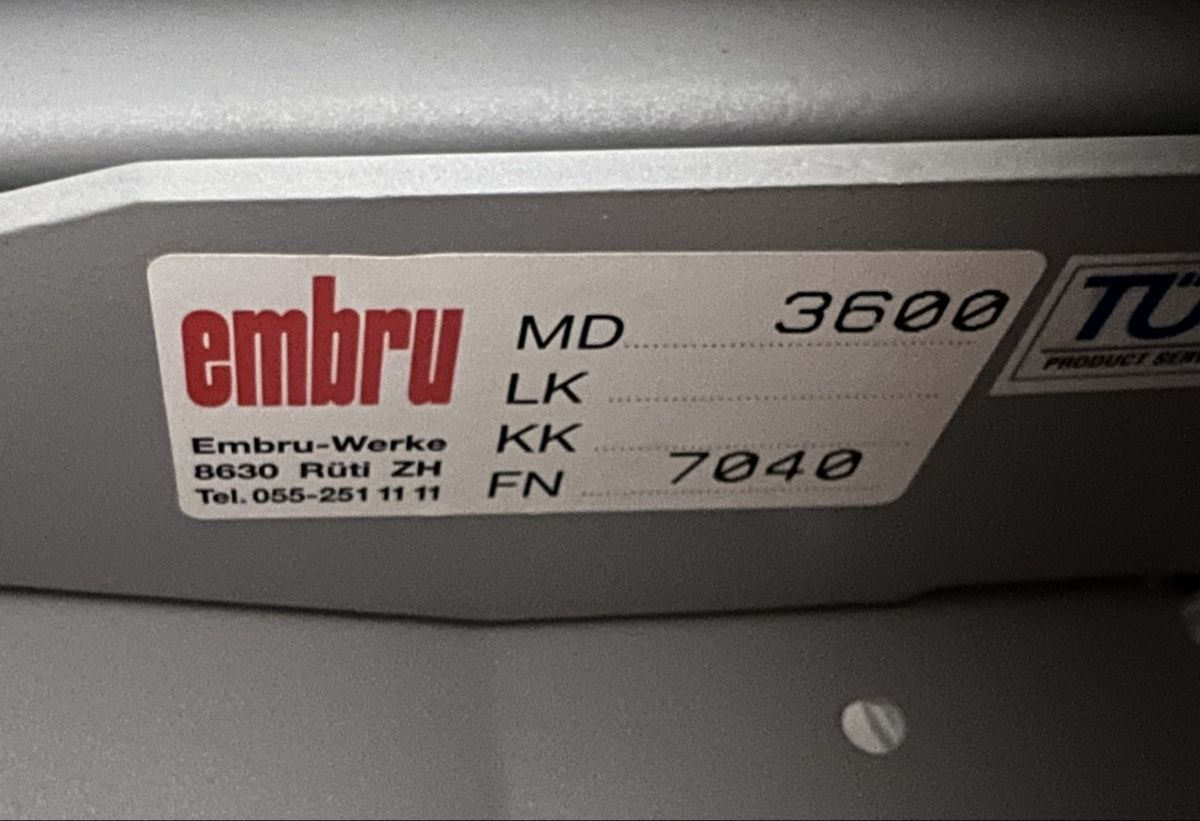 embru
Embru-Werke
8630 Rüti ZH
Tel. 055-251 11 11
MD 3600
LK
KK
FN 7040
TÜ
PRODUCT SER